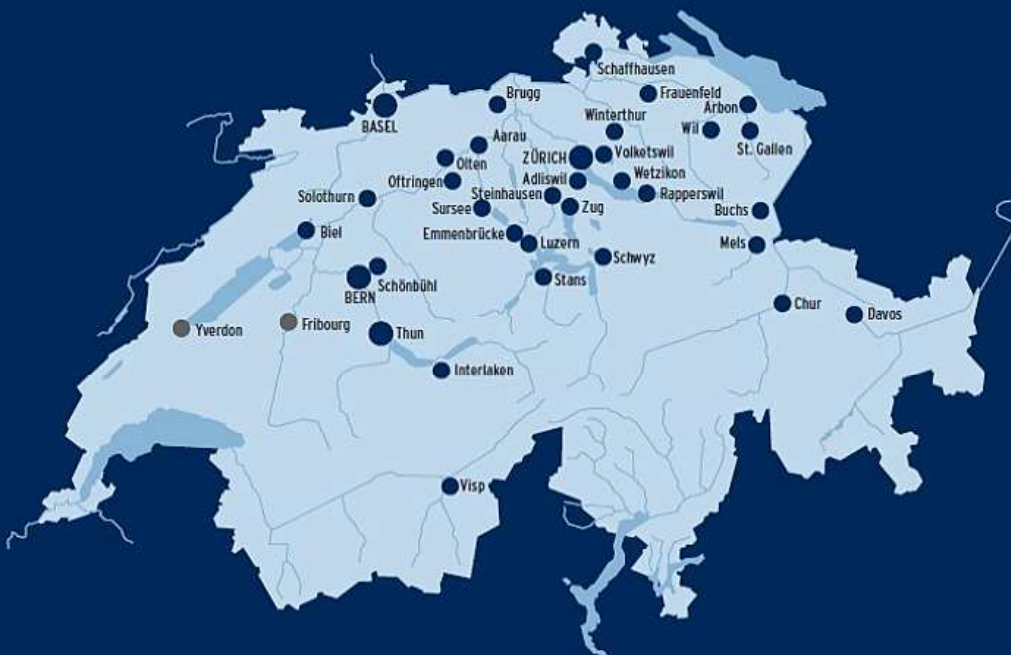 Schaffhausen
Frauenfeld
Brugg
Arbon
Winterthur
BASEL
Wil
Aarau
St. Gallen
ZÜRICH
Volketswil
Olten
Adliswil
Wetzikon
Oftringen
Steinhausen
Rapperswil
Solothurn
Sursee
Zug
Buchs
Biel
Emmenbrücke
Luzern
Mels
Schwyz
Stans
Schönbühl
BERN
Chur
Davos
Yverdon
Fribourg
Thun
Interlaken
Visp